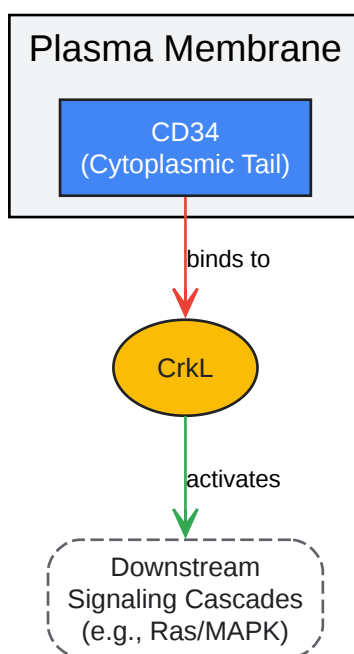 Plasma Membrane
CD34
(Cytoplasmic Tail)
binds to
CrkL
activates
Downstream
Signaling Cascades
(e.g., Ras/MAPK)